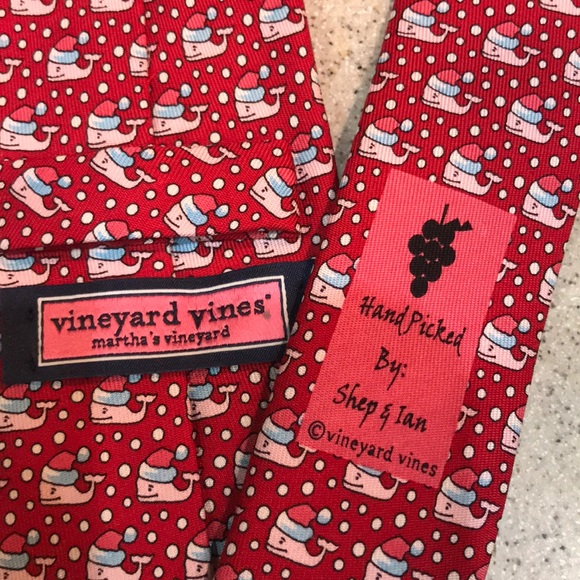 vineyard vines®
martha's vineyard
Hand Picked
By:
Shep & Ian
©vineyard vines